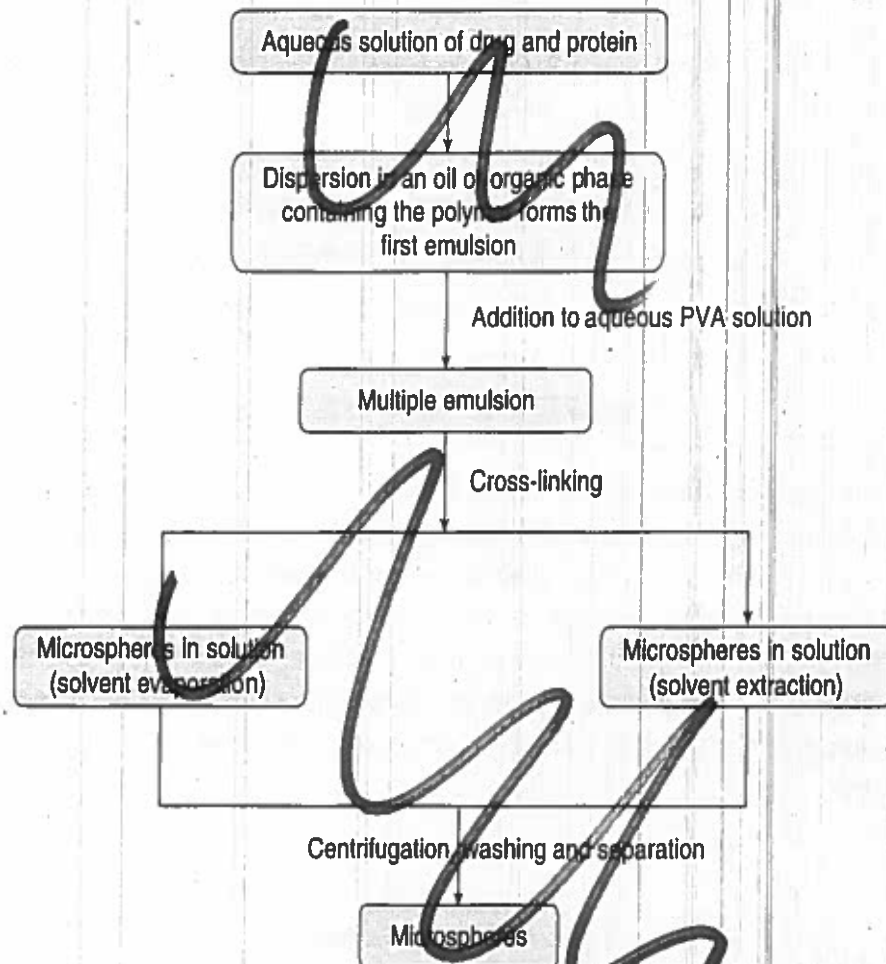 Aqueous solution of drug and protein
Dispersion in an oil or organic phase
containing the polymer forms the
first emulsion
Addition to aqueous PVA solution
Multiple emulsion
Cross-linking
Microspheres in solution
(solvent evaporation)
Microspheres in solution
(solvent extraction)
Centrifugation, washing and separation
Microspheres